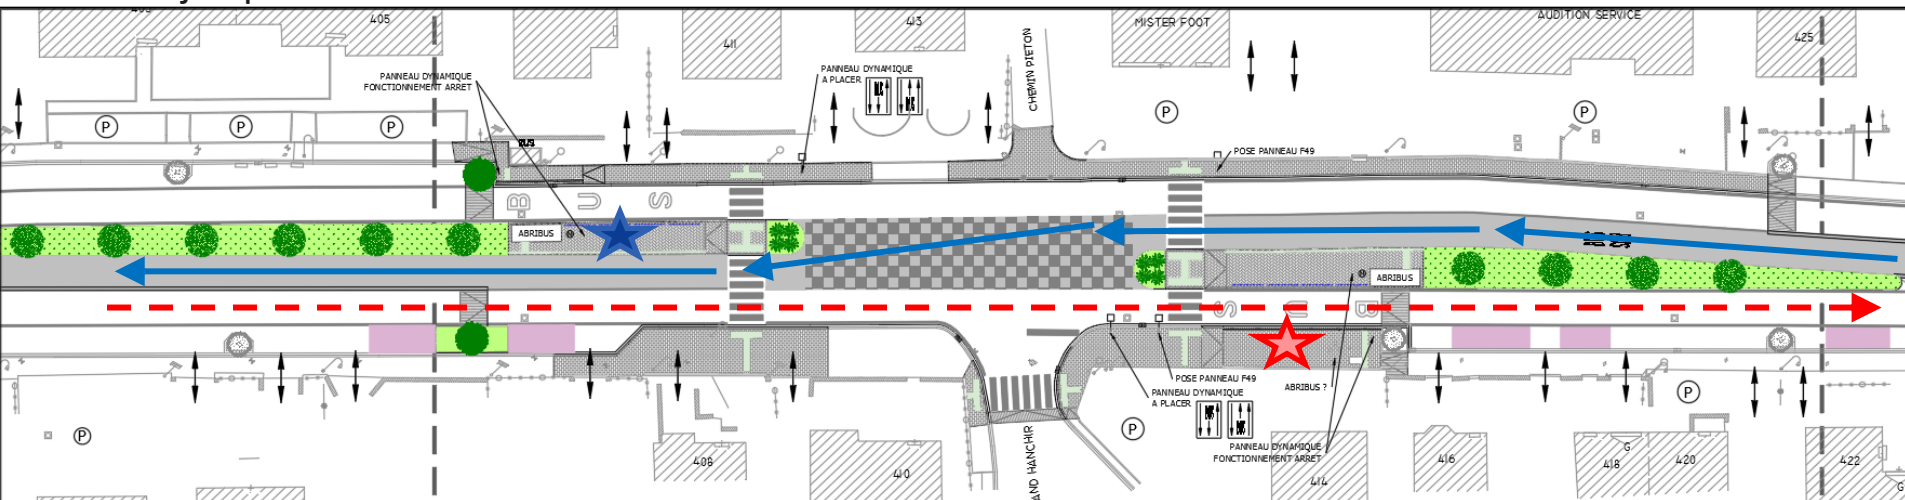 405
413
MISTER FOOT
AUDITION SERVICE
425
411
PANNEAU DYNAMIQUE
FONCTIONNEMENT ARRET
PANNEAU DYNAMIQUE
A PLACER
CHEMIN PIETON
P
P
P
P
P
BUS
POSE PANNEAU F49
B U S
ABRIBUS
ABRIBUS
S U B
POSE PANNEAU F49
PANNEAU DYNAMIQUE
A PLACER
ABRIBUS ?
P
P
P
PANNEAU DYNAMIQUE
FONCTIONNEMENT ARRET
AND HANCHIR
408
410
414
416
G
418
420
422
G